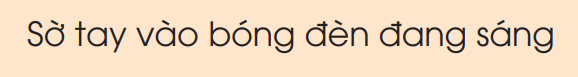 Sờ tay vào bóng đèn đang sáng